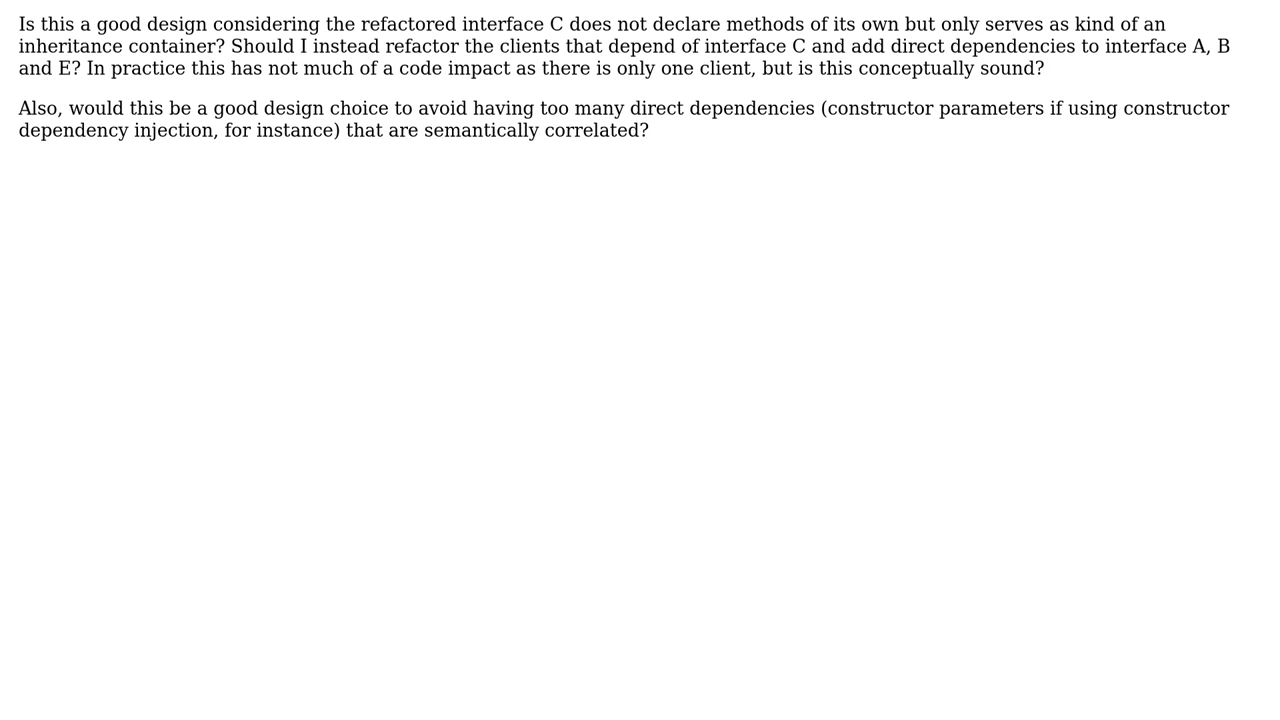 Is this a good design considering the refactored interface C does not declare methods of its own but only serves as kind of an
inheritance container? Should I instead refactor the clients that depend of interface C and add direct dependencies to interface A, B
and E? In practice this has not much of a code impact as there is only one client, but is this conceptually sound?
Also, would this be a good design choice to avoid having too many direct dependencies (constructor parameters if using constructor
dependency injection, for instance) that are semantically correlated?